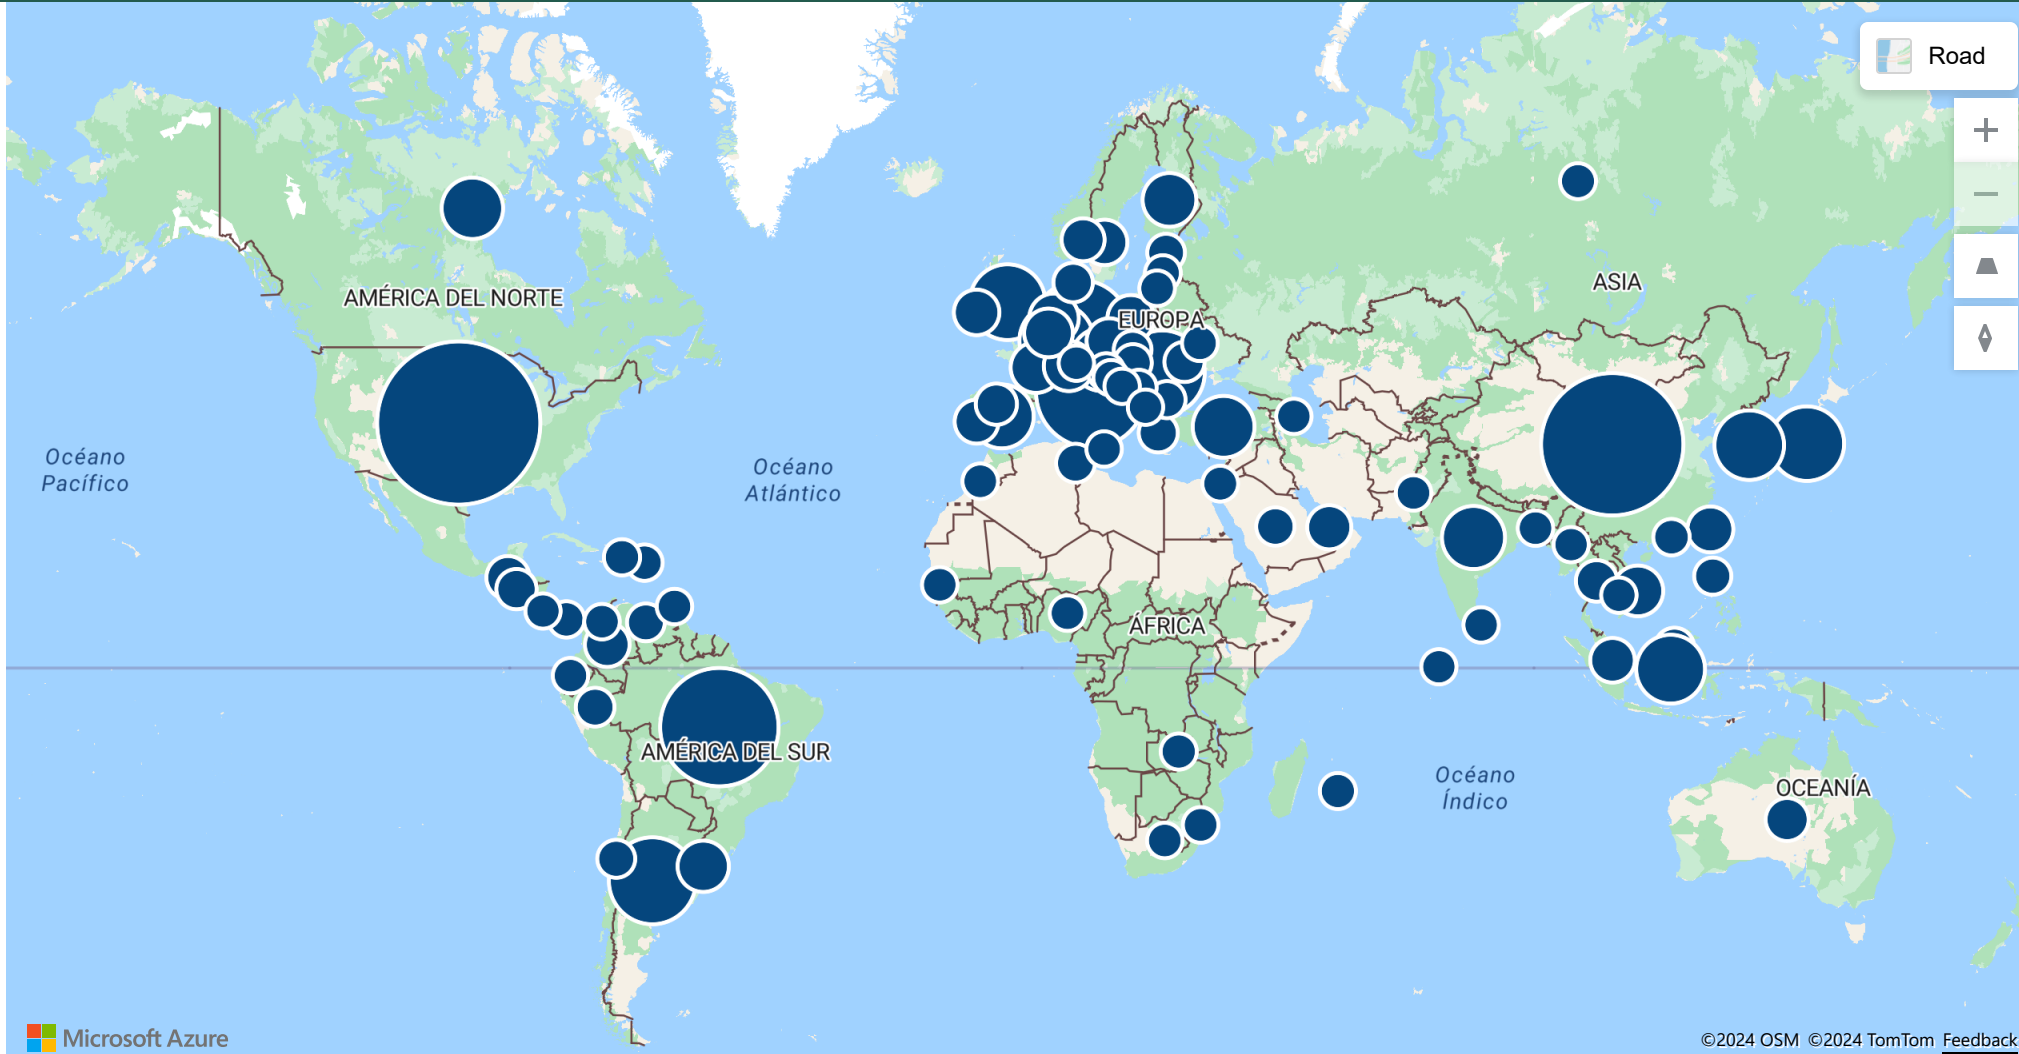 Road
ASIA
AMÉRICA DEL NORTE
EUROPA
Océano
Pacífico
Océano
Atlántico
ÁFRICA
AMÉRICA DEL SUR
Océano
Índico
OCEANÍA
Microsoft Azure
©2024 OSM ©2024 TomTom Feedback